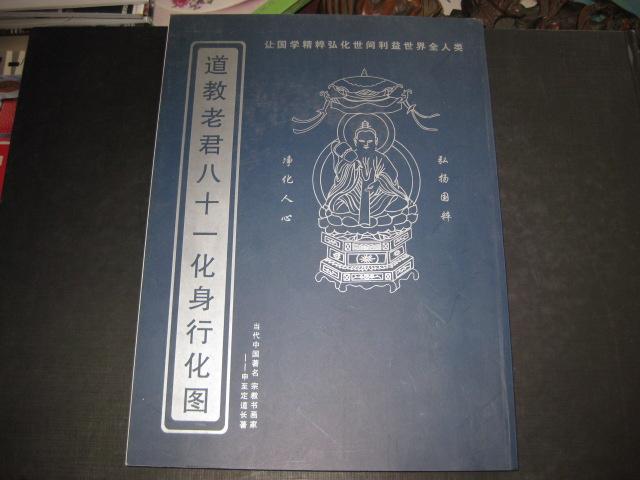 让国学精粹弘化世间利益世界全人类
道教老君八十一化身行化图
净化人心
弘扬国粹
当代中国著名宗教书画家
——申至定道长著